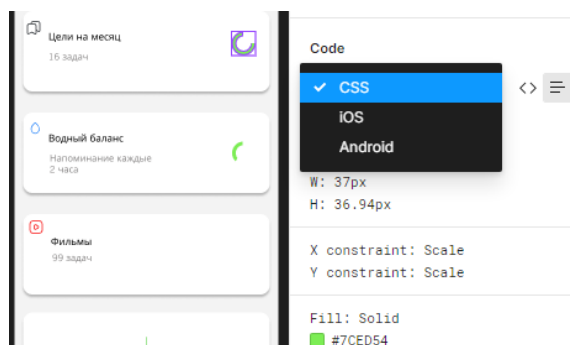 Цели на месяц
16 задач
Водный баланс
Напоминание каждые
2 часа
Фильмы
99 задач
Code
CSS
iOS
Android
W: 37px
H: 36.94px
X constraint: Scale
Y constraint: Scale
Fill: Solid
#7CED54